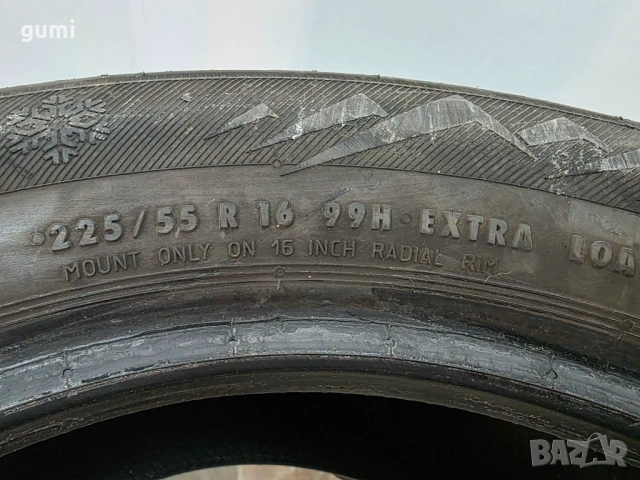 gumi
225/55 R 16 99H EXTRA LOA
MOUNT ONLY ON 16 INCH RADIAL RIM
BAZAR